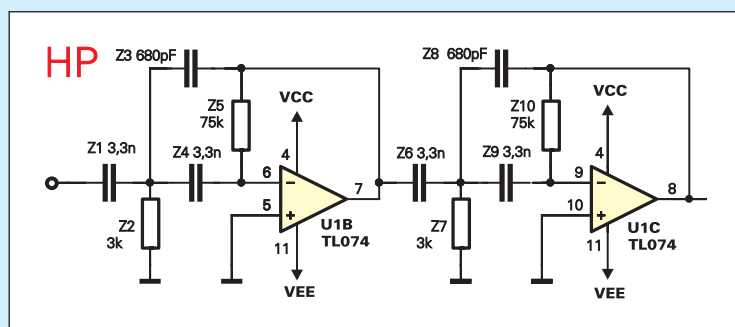 HP
Z3 680pF
Z5
75k
VCC
Z1 3,3n
Z4 3,3n
4
6
5
7
Z2
3k
11
U1B
TL074
VEE
Z8 680pF
Z10
75k
VCC
Z6 3,3n
Z9 3,3n
4
9
10
8
Z7
3k
11
U1C
TL074
VEE